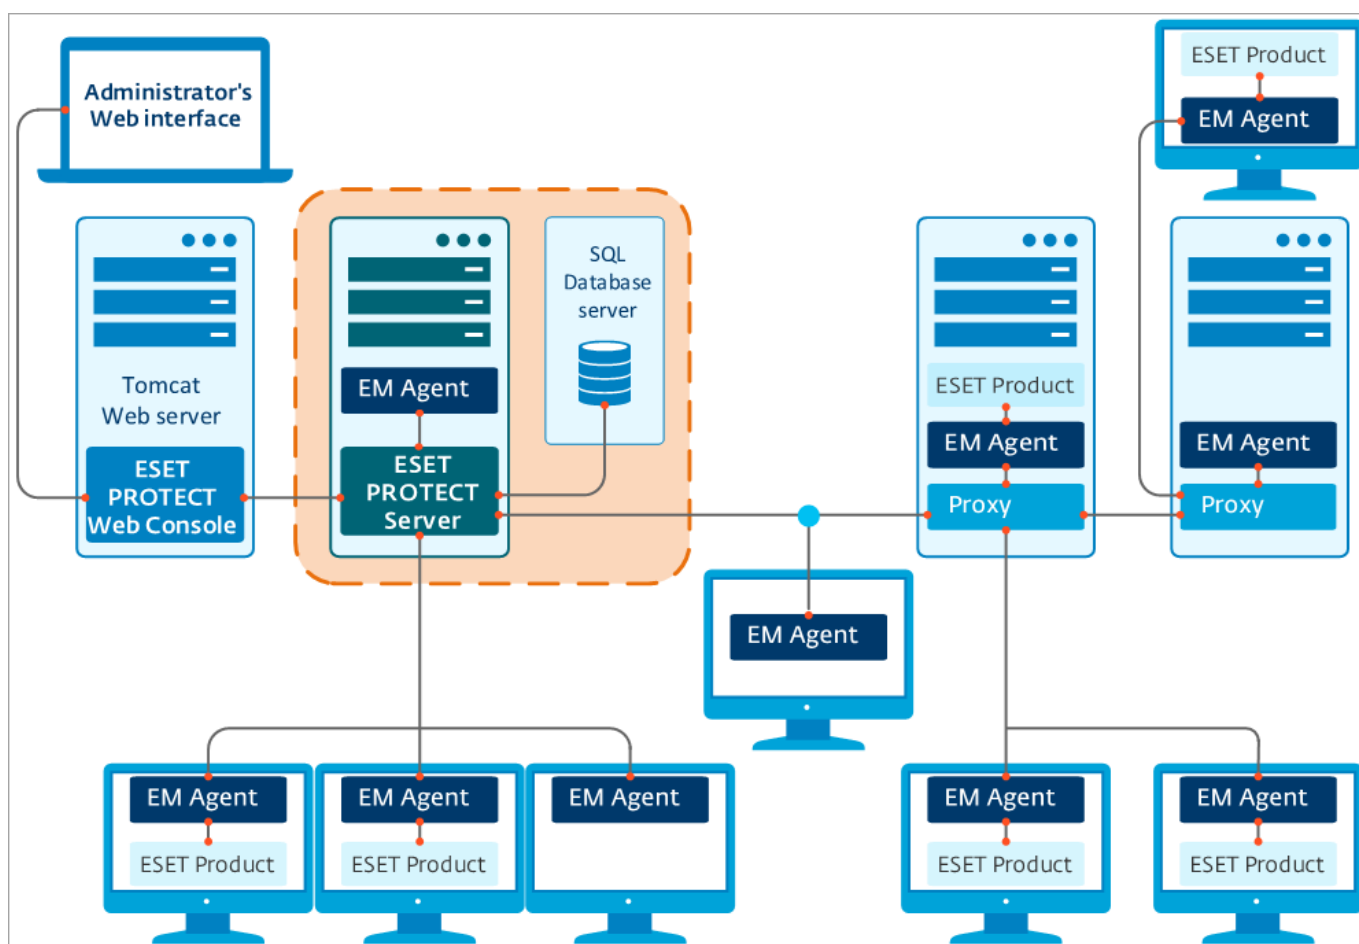 Administrator's
Web interface
ESET Product
EM Agent
Tomcat
Web server
ESET
PROTECT
Web Console
EM Agent
ESET
PROTECT
Server
SQL
Database
server
ESET Product
EM Agent
Proxy
EM Agent
Proxy
EM Agent
EM Agent
ESET Product
EM Agent
ESET Product
EM Agent
EM Agent
ESET Product
EM Agent
ESET Product